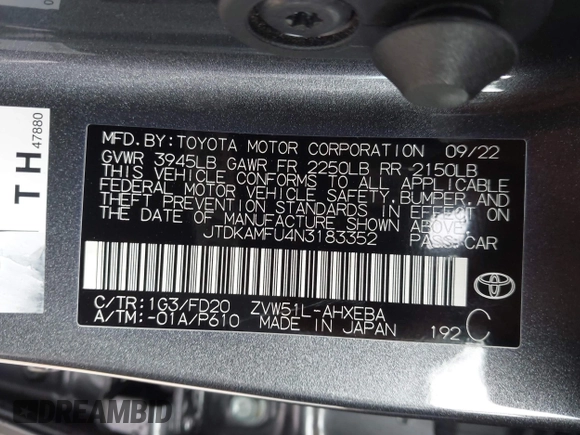 TH
47880
MFD. BY: TOYOTA MOTOR CORPORATION 09/22
GVWR 3945LB GAWR FR 2250LB RR 2150LB
THIS VEHICLE CONFORMS TO ALL APPLICABLE
FEDERAL MOTOR VEHICLE SAFETY, BUMPER, AND
THEFT PREVENTION STANDARDS IN EFFECT ON
THE DATE OF MANUFACTURE SHOWN ABOVE.
JTDKAMFU4N3183352 PASS. CAR
C/TR: 1G3/FD20 ZVW51L-AHXEBA
A/TM: -01A/P610 MADE IN JAPAN 192 C
TOYOTA
DREAMBID